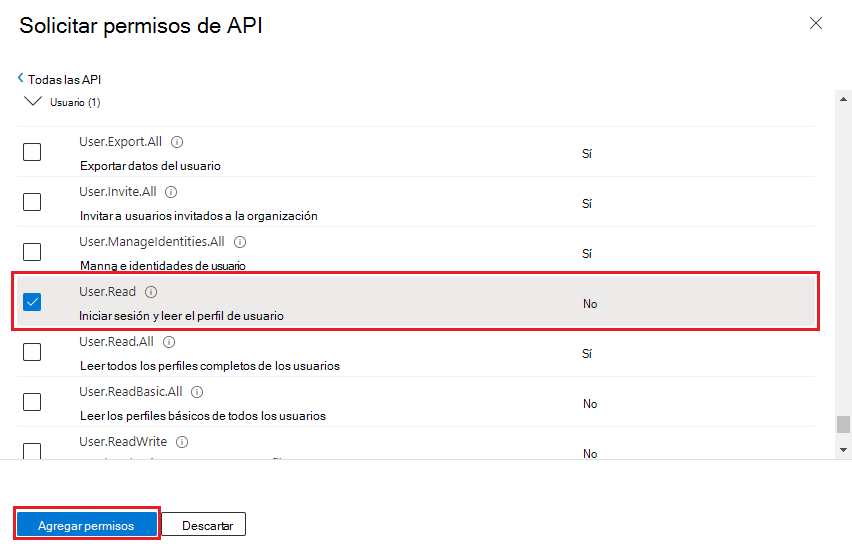 Solicitar permisos de API
Todas las API
Usuario (1)
User.Export.All
Exportar datos del usuario
Sí
User.Invite.All
Invitar a usuarios invitados a la organización
Sí
User.ManageIdentities.All
Manna e identidades de usuario
Sí
User.Read
Iniciar sesión y leer el perfil de usuario
No
User.Read.All
Leer todos los perfiles completos de los usuarios
Sí
User.ReadBasic.All
Leer los perfiles básicos de todos los usuarios
No
User.ReadWrite
No
Agregar permisos
Descartar